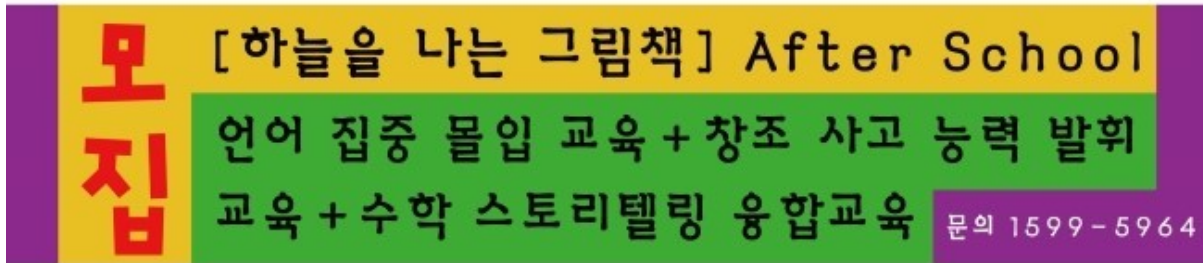 모집
[하늘을 나는 그림책] After School
언어 집중 몰입 교육+창조 사고 능력 발휘
교육+수학 스토리텔링 융합교육
문의 1599-5964